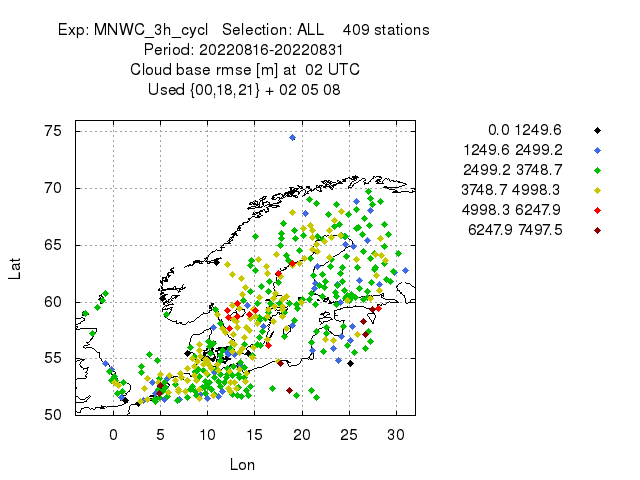 Exp: MNWC_3h_cycl   Selection: ALL    409 stations
Period: 20220816-20220831
Cloud base rmse [m] at  02 UTC
Used {00,18,21} + 02 05 08
0.0 1249.6
1249.6 2499.2
2499.2 3748.7
3748.7 4998.3
4998.3 6247.9
6247.9 7497.5
75
70
65
60
55
50
Lat
0 5 10 15 20 25 30
Lon